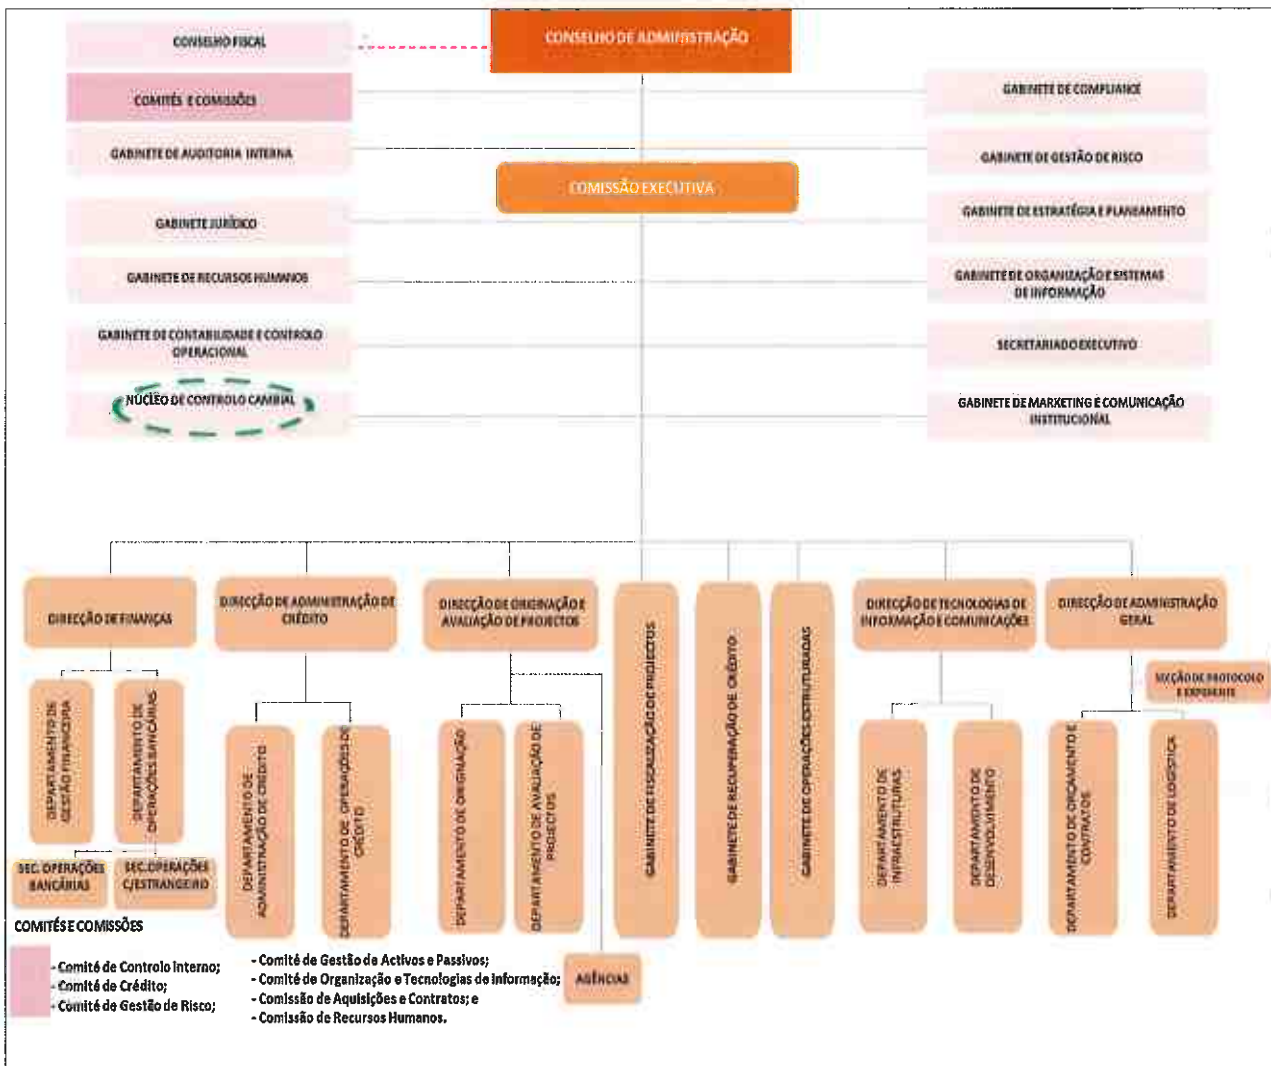 CONSELHO DE ADMINISTRAÇÃO
CONSELHO FISCAL
COMITÉS E COMISSÕES
GABINETE DE COMPLIANCE
GABINETE DE AUDITORIA INTERNA
GABINETE DE GESTÃO DE RISCO
COMISSÃO EXECUTIVA
GABINETE JURÍDICO
GABINETE DE ESTRATÉGIA E PLANEAMENTO
GABINETE DE RECURSOS HUMANOS
GABINETE DE ORGANIZAÇÃO E SISTEMAS
DE INFORMAÇÃO
GABINETE DE CONTABILIDADE E CONTROLO
OPERACIONAL
SECRETARIADO EXECUTIVO
NÚCLEO DE CONTROLO CAMBIAL
GABINETE DE MARKETING E COMUNICAÇÃO
INSTITUCIONAL
DIRECÇÃO DE FINANÇAS
DIRECÇÃO DE ADMINISTRAÇÃO DE
CRÉDITO
DIRECÇÃO DE ORIGINAÇÃO E
AVALIAÇÃO DE PROJECTOS
GABINETE DE FISCALIZAÇÃO DE PROJECTOS
GABINETE DE RECUPERAÇÃO DE CRÉDITO
GABINETE DE OPERAÇÕES ESTRUTURADAS
DIRECÇÃO DE TECNOLOGIAS DE
INFORMAÇÃO E COMUNICAÇÕES
DIRECÇÃO DE ADMINISTRAÇÃO
GERAL
SECÇÃO DE PROTOCOLO
E EXPEDIENTE
DEPARTAMENTO DE
GESTÃO FINANCEIRA
DEPARTAMENTO DE
OPERAÇÕES BANCÁRIAS
DEPARTAMENTO DE
ADMINISTRAÇÃO DE CRÉDITO
DEPARTAMENTO DE OPERAÇÕES DE
CRÉDITO
DEPARTAMENTO DE ORIGINAÇÃO
DEPARTAMENTO DE AVALIAÇÃO DE
PROJECTOS
DEPARTAMENTO DE
INFRAESTRUTURAS
DEPARTAMENTO DE
DESENVOLVIMENTO
DEPARTAMENTO DE ORÇAMENTO E
CONTRATOS
DEPARTAMENTO DE LOGÍSTICA
SEC. OPERAÇÕES
BANCÁRIAS
SEC. OPERAÇÕES
C/ESTRANGEIRO
AGÊNCIAS
COMITÉS E COMISSÕES
- Comité de Controlo Interno;
- Comité de Crédito;
- Comité de Gestão de Risco;
- Comité de Gestão de Activos e Passivos;
- Comité de Organização e Tecnologias de Informação;
- Comissão de Aquisições e Contratos; e
- Comissão de Recursos Humanos.